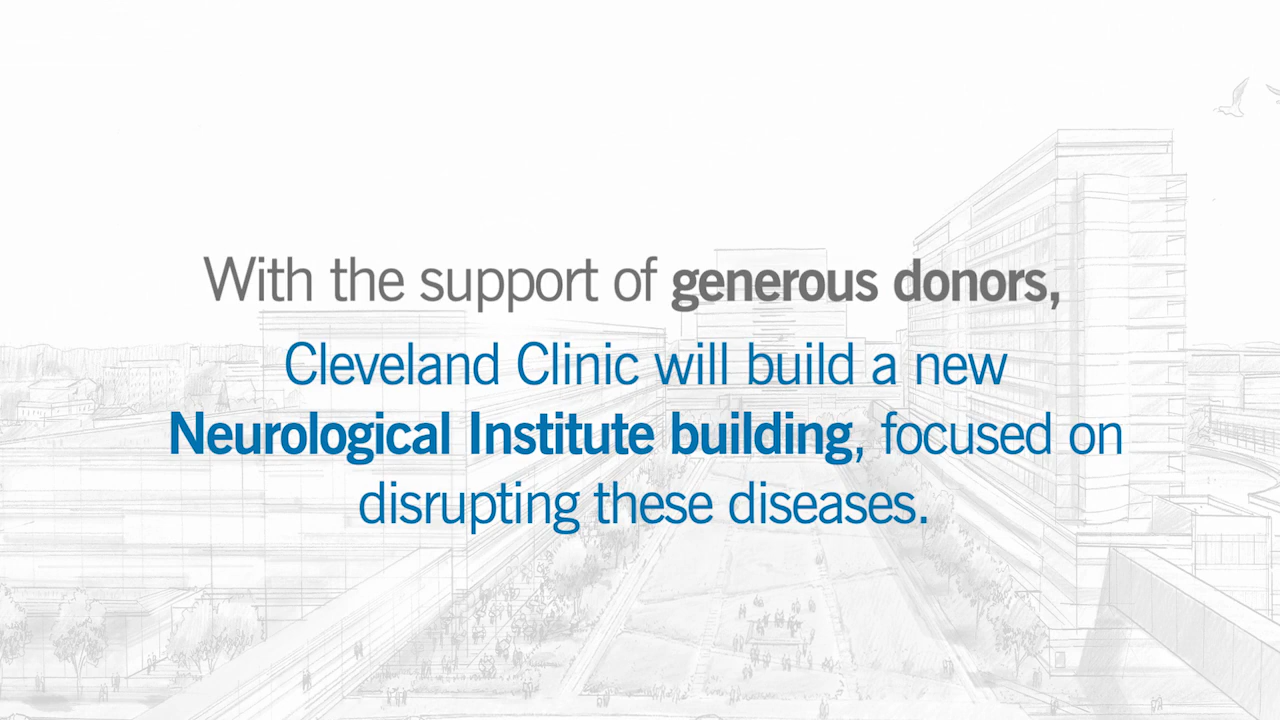 With the support of generous donors,
Cleveland Clinic will build a new
Neurological Institute building, focused on
disrupting these diseases.